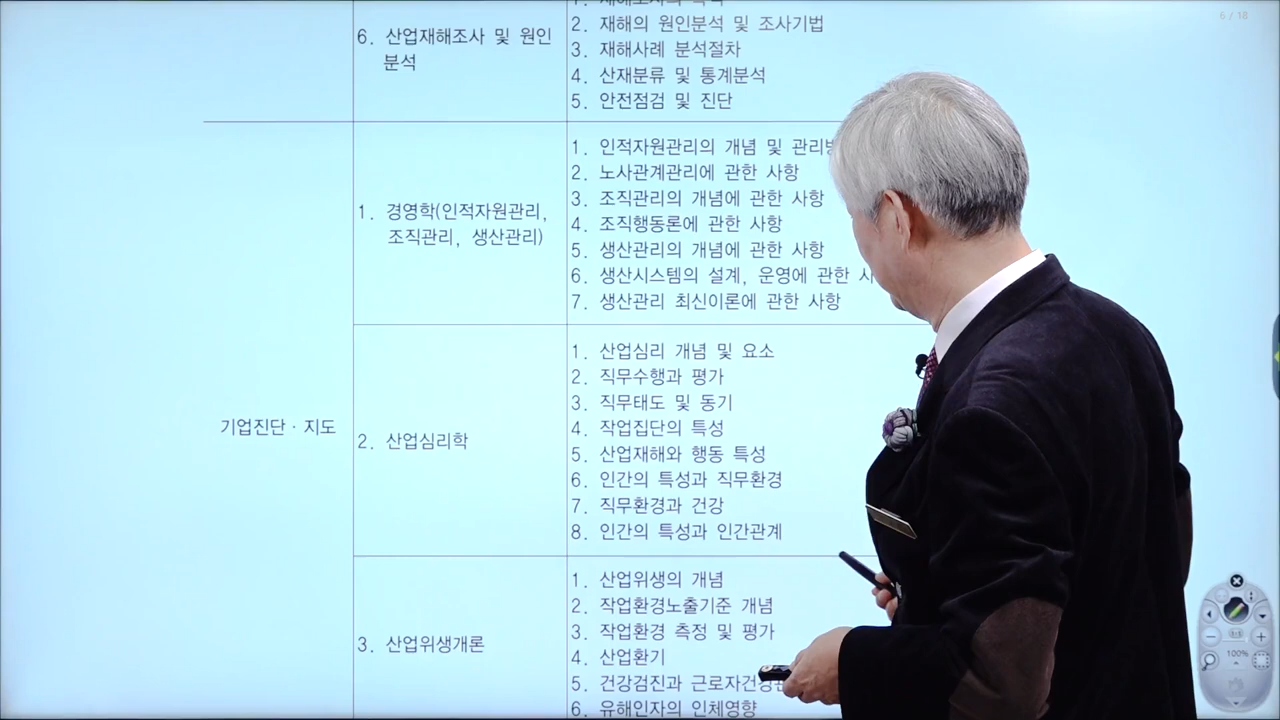 6 / 18
6. 산업재해조사 및 원인
분석
2. 재해의 원인분석 및 조사기법
3. 재해사례 분석절차
4. 산재분류 및 통계분석
5. 안전점검 및 진단
기업진단·지도
1. 경영학(인적자원관리,
조직관리, 생산관리)
1. 인적자원관리의 개념 및
2. 노사관계관리에 관한 사항
3. 조직관리의 개념에 관한 사항
4. 조직행동론에 관한 사항
5. 생산관리의 개념에 관한 사항
6. 생산시스템의 설계, 운영에 관한
7. 생산관리 최신이론에 관한 사항
2. 산업심리학
1. 산업심리 개념 및 요소
2. 직무수행과 평가
3. 직무태도 및 동기
4. 작업집단의 특성
5. 산업재해와 행동 특성
6. 인간의 특성과 직무환경
7. 직무환경과 건강
8. 인간의 특성과 인간관계
3. 산업위생개론
1. 산업위생의 개념
2. 작업환경노출기준 개념
3. 작업환경 측정 및 평가
4. 산업환기
5. 건강검진과
6. 유해인자의 인체영향
1:1
100%